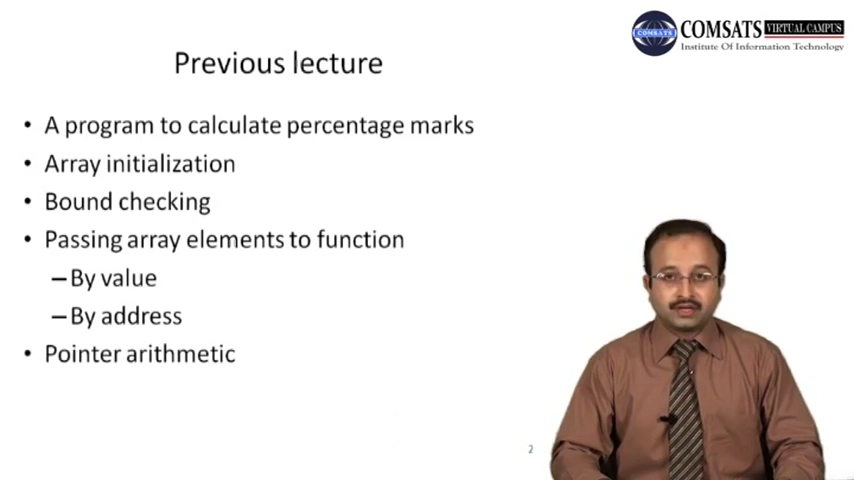 COMSATS VIRTUAL CAMPUS
COMSATS
Institute Of Information Technology
Previous lecture
• A program to calculate percentage marks
• Array initialization
• Bound checking
• Passing array elements to function
– By value
– By address
• Pointer arithmetic
2